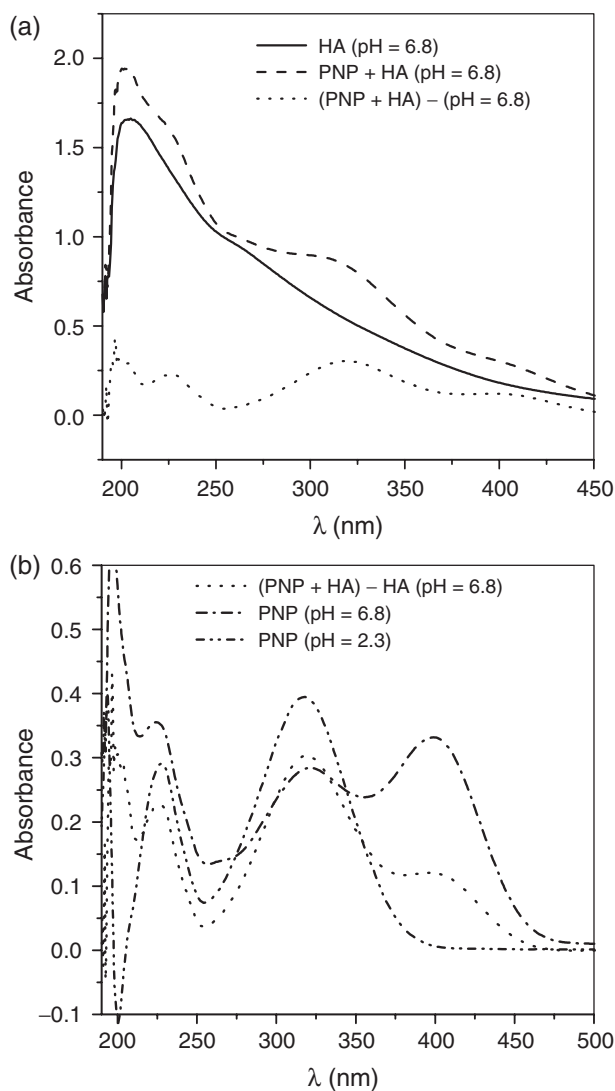 (a)
HA (pH = 6.8)
PNP + HA (pH = 6.8)
(PNP + HA) − (pH = 6.8)
2.0
1.5
1.0
0.5
0.0
Absorbance
200 250 300 350 400 450
λ (nm)
(b)
(PNP + HA) − HA (pH = 6.8)
PNP (pH = 6.8)
PNP (pH = 2.3)
0.6
0.5
0.4
0.3
0.2
0.1
0.0
−0.1
Absorbance
200 250 300 350 400 450 500
λ (nm)